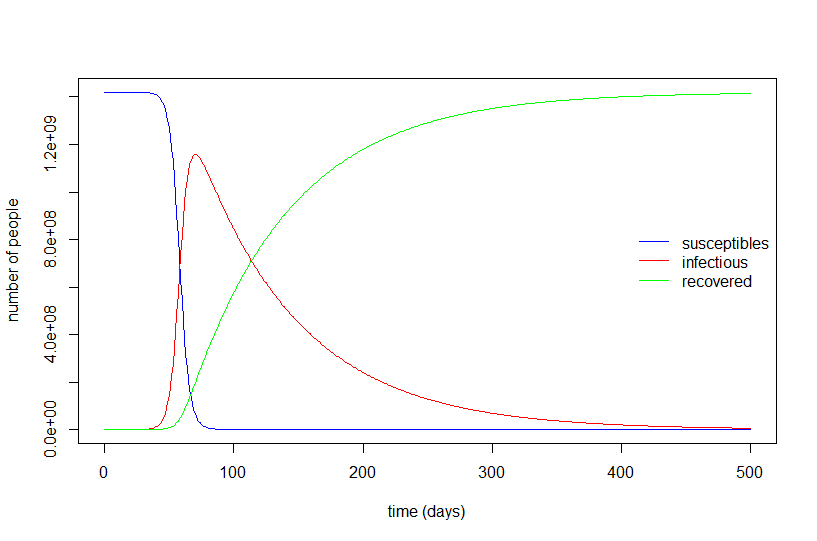 number of people
1.2e+09
8.0e+08
4.0e+08
0.0e+00
susceptibles
infectious
recovered
0 100 200 300 400 500
time (days)